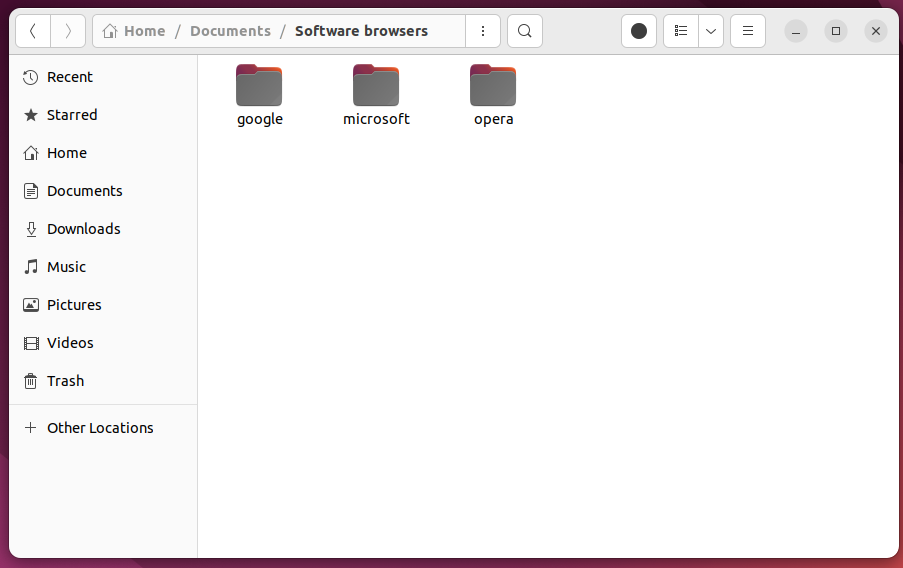 Home / Documents / Software browsers
Recent
Starred
Home
Documents
Downloads
Music
Pictures
Videos
Trash
Other Locations
google microsoft opera